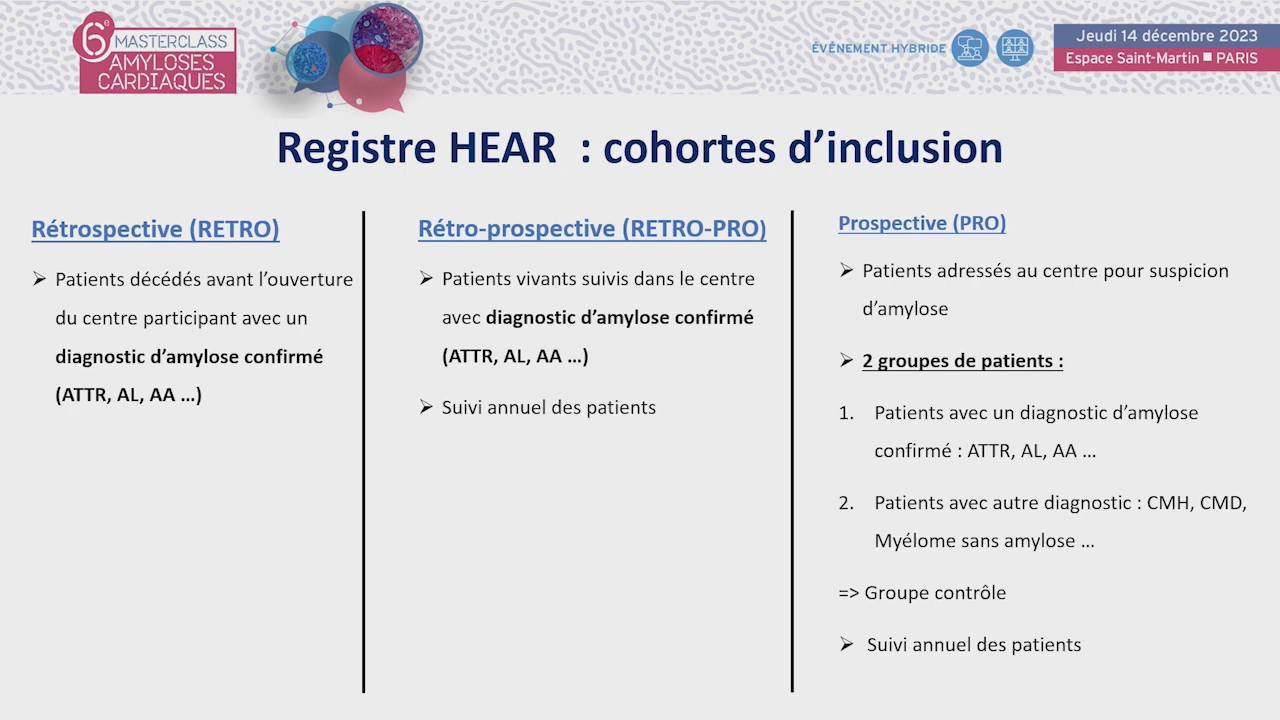 6e MASTERCLASS
AMYLOSES
CARDIAQUES
ÉVÉNEMENT HYBRIDE
Jeudi 14 décembre 2023
Espace Saint-Martin ■ PARIS
Registre HEAR : cohortes d’inclusion
Rétrospective (RETRO)
➢ Patients décédés avant l’ouverture
du centre participant avec un
diagnostic d’amylose confirmé
(ATTR, AL, AA …)
Rétro-prospective (RETRO-PRO)
➢ Patients vivants suivis dans le centre
avec diagnostic d’amylose confirmé
(ATTR, AL, AA …)
➢ Suivi annuel des patients
Prospective (PRO)
➢ Patients adressés au centre pour suspicion
d’amylose
➢ 2 groupes de patients :
1. Patients avec un diagnostic d’amylose
confirmé : ATTR, AL, AA …
2. Patients avec autre diagnostic : CMH, CMD,
Myélome sans amylose …
=> Groupe contrôle
➢ Suivi annuel des patients